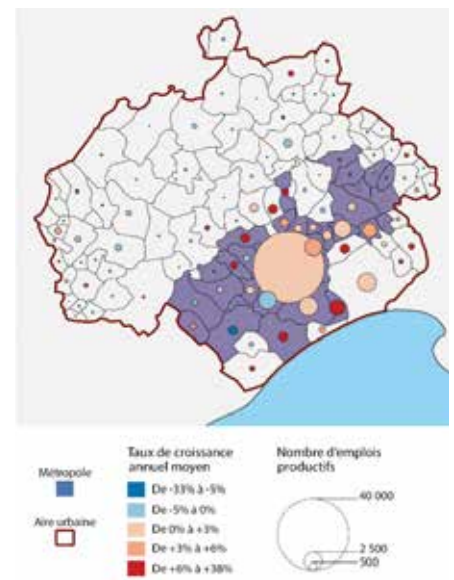 Métropole
Aire urbaine
Taux de croissance
annuel moyen
De -33% à -5%
De -5% à 0%
De 0% à +3%
De +3% à +6%
De +6% à +38%
Nombre d'emplois
productifs
40 000
2 500
500